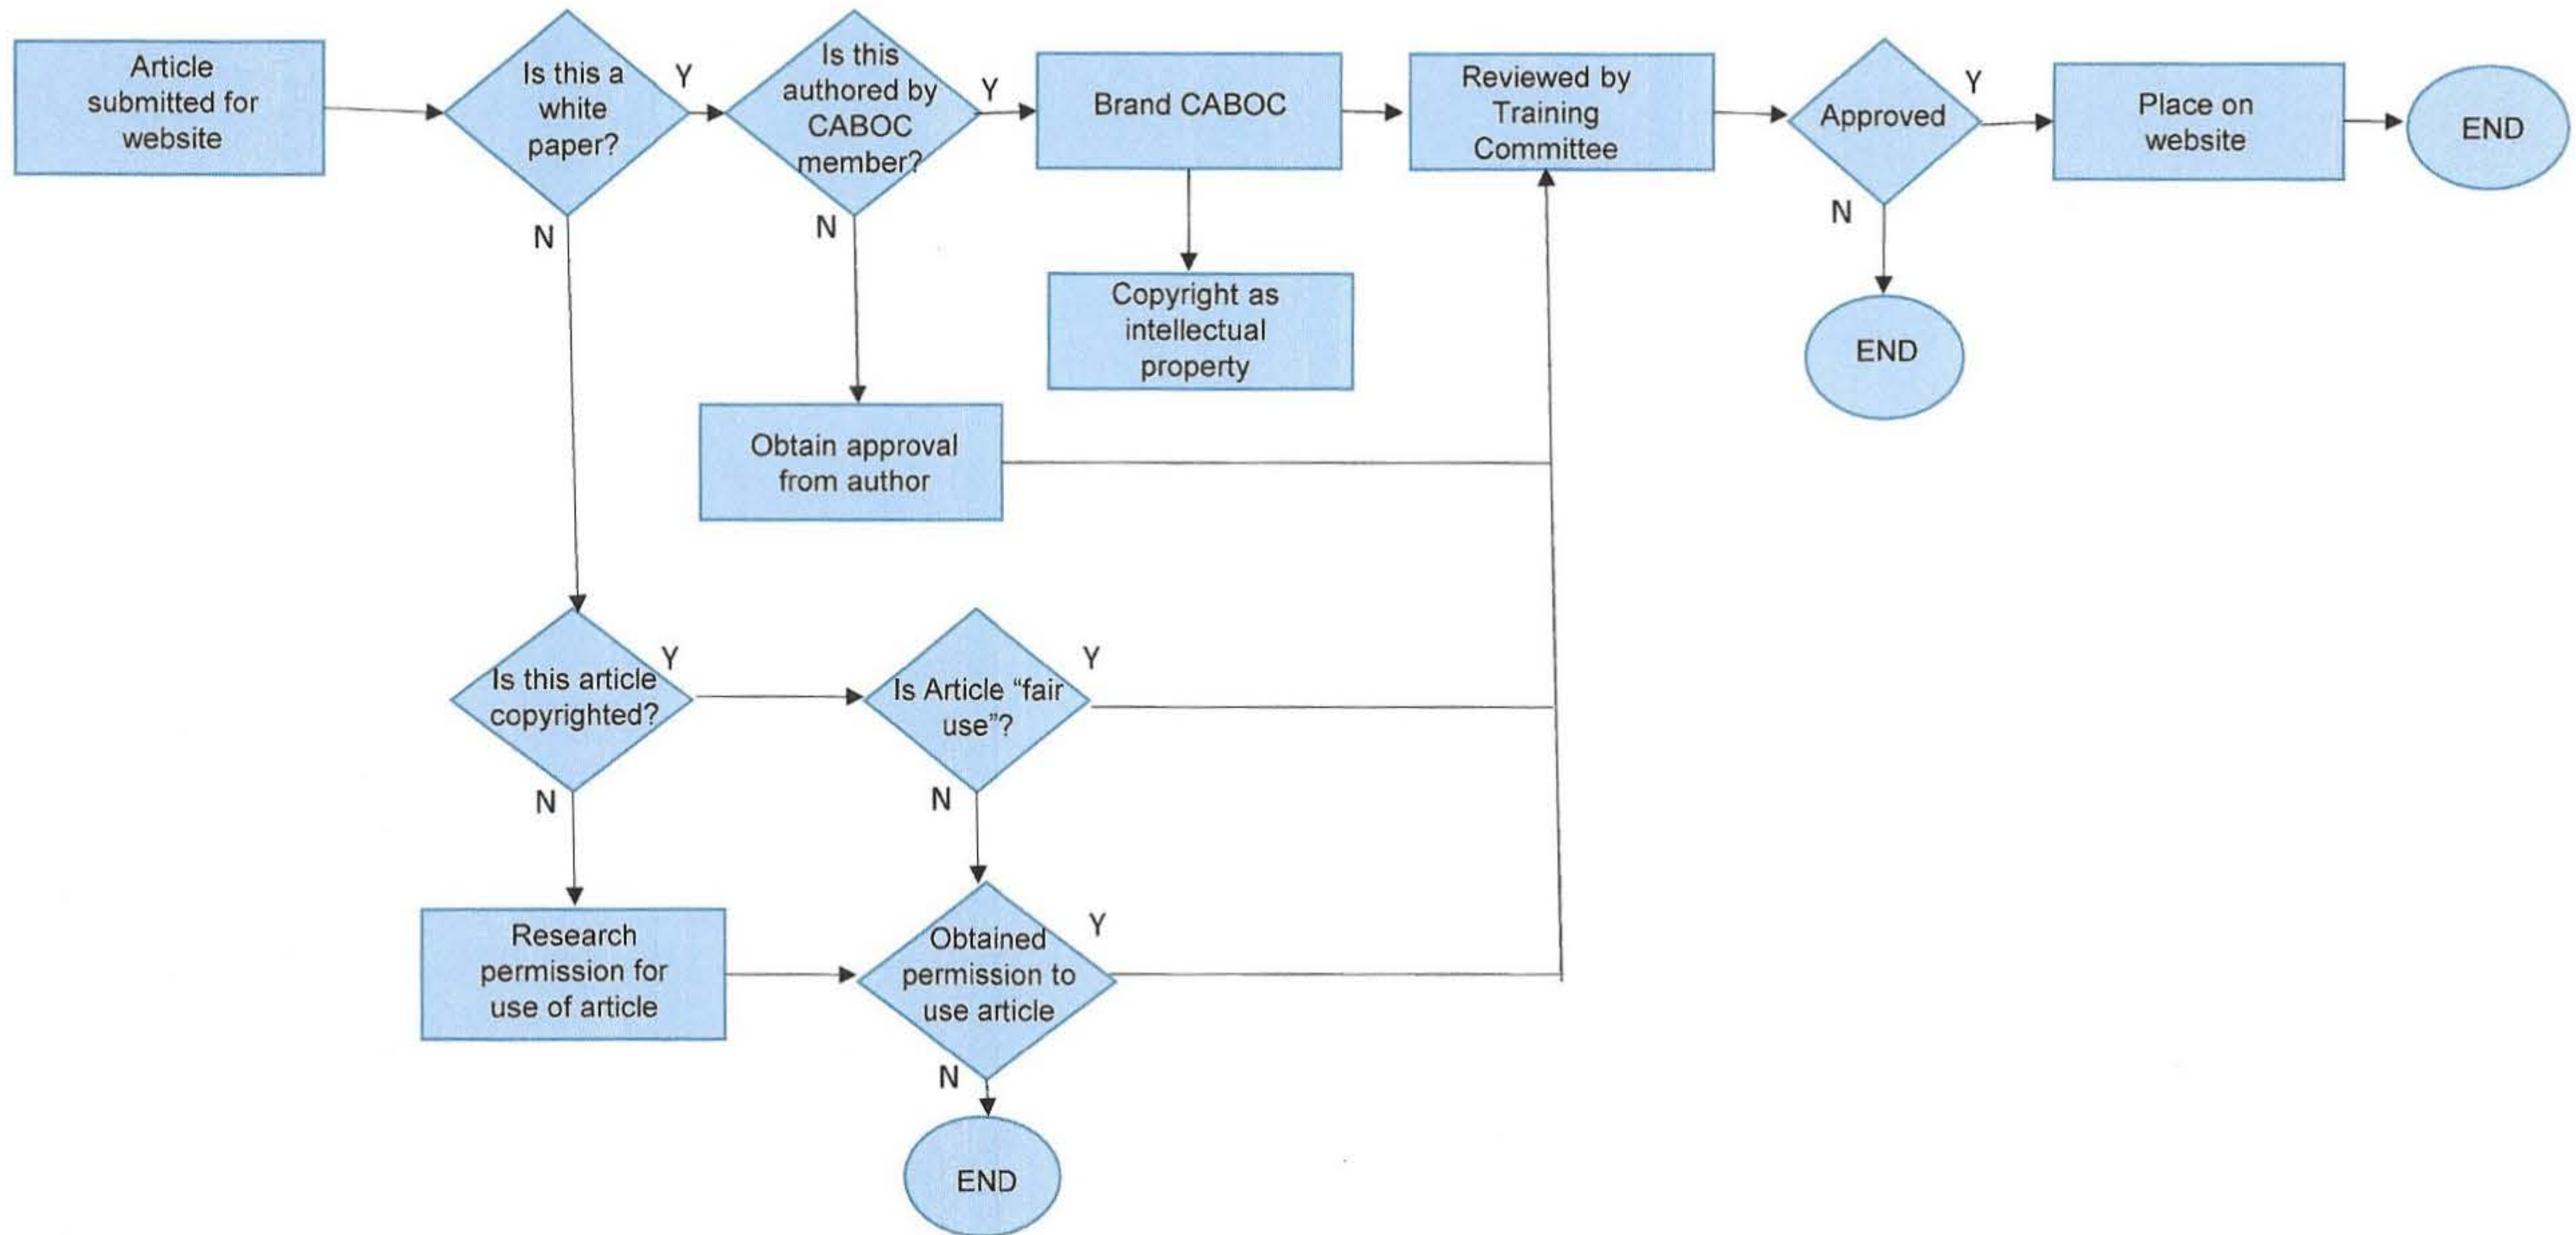 Article
submitted for
website
Is this a
white
paper?
Y
N
Is this
authored by
CABOC
member?
Y
N
Brand CABOC
Reviewed by
Training
Committee
Approved
Y
N
Place on
website
END
END
Copyright as
intellectual
property
Obtain approval
from author
Is this article
copyrighted?
Y
N
Is Article “fair
use”?
Y
N
Research
permission for
use of article
Obtained
permission to
use article
Y
N
END